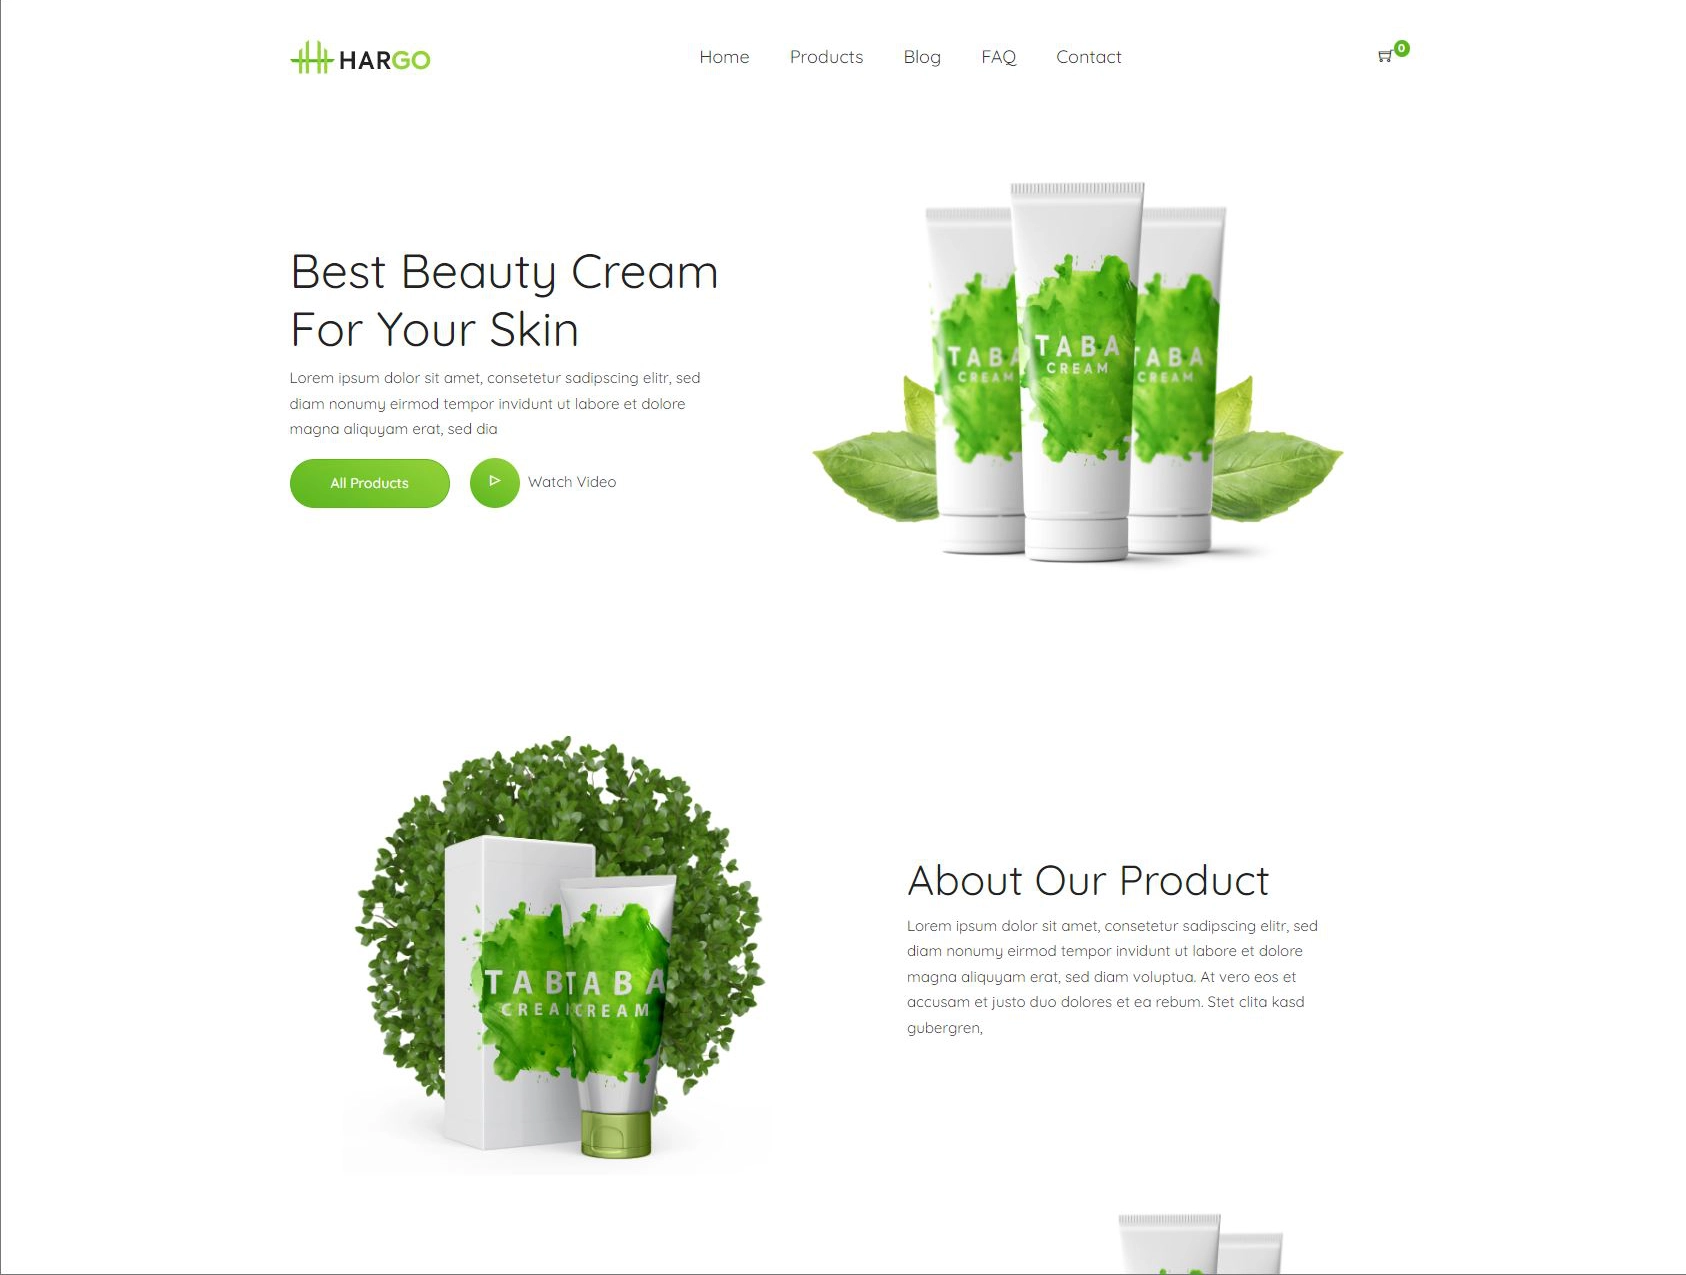 HARGO
Home
Products
Blog
FAQ
Contact
0
Best Beauty Cream
For Your Skin
Lorem ipsum dolor sit amet, consetetur sadipscing elitr, sed
diam nonumy eirmod tempor invidunt ut labore et dolore
magna aliquyam erat, sed dia
All Products
Watch Video
TABA
CREAM
TABA
CREAM
TABA
CREAM
TAB
CREA
TABA
CREAM
About Our Product
Lorem ipsum dolor sit amet, consetetur sadipscing elitr, sed
diam nonumy eirmod tempor invidunt ut labore et dolore
magna aliquyam erat, sed diam voluptua. At vero eos et
accusam et justo duo dolores et ea rebum. Stet clita kasd
gubergren,